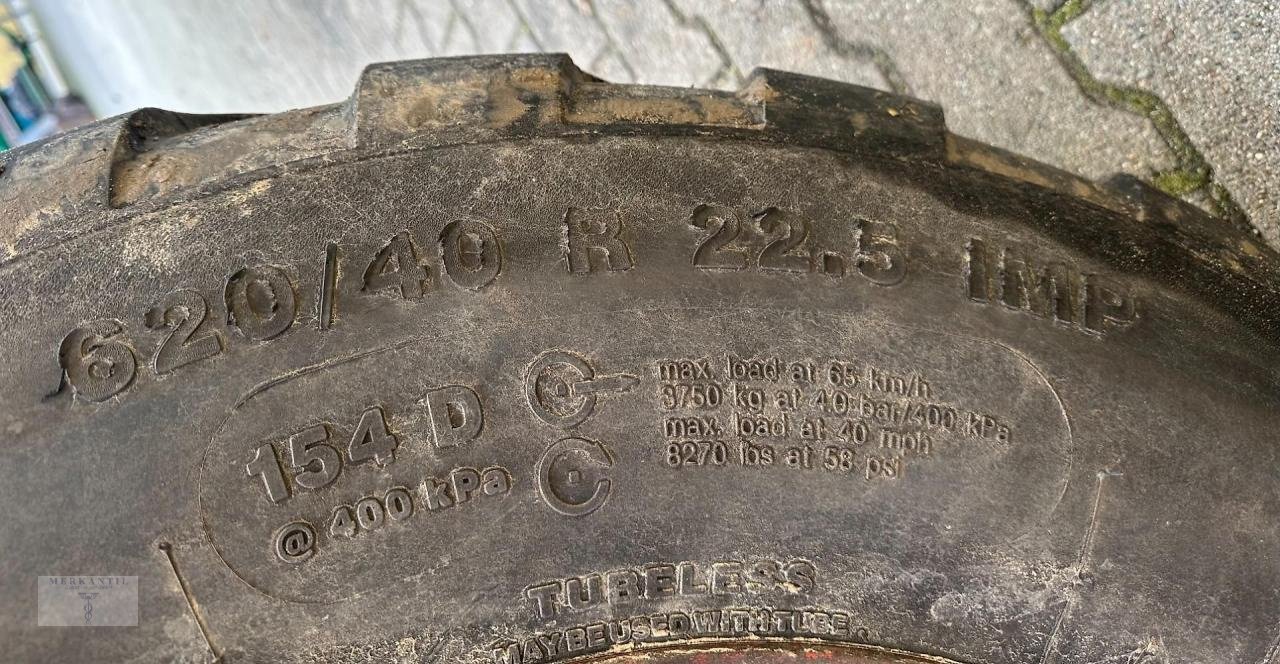 620/40 R 22.5 IMP
154 D
@ 400 kPa
max. load at 65 km/h
3750 kg at 4.0 bar/400 kPa
max. load at 40 mph
8270 lbs at 58 psi
TUBELESS
MAY BE USED WITH TUBE
MERKANTIL